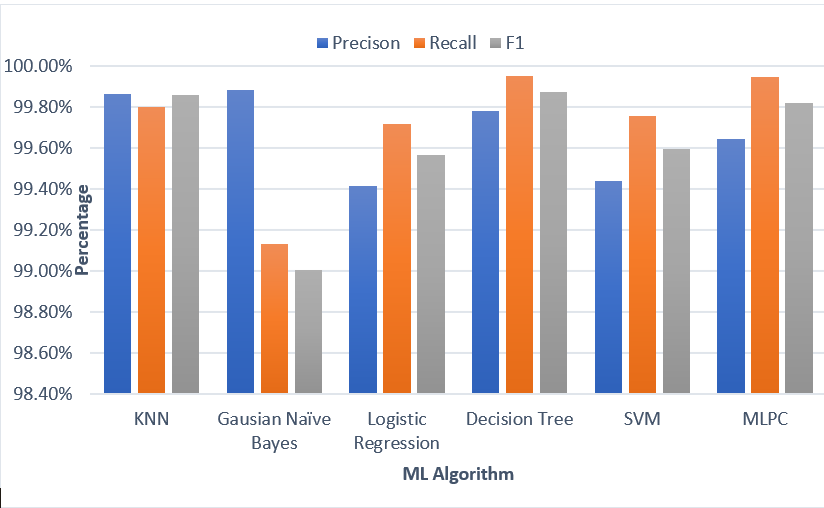 Precison Recall F1
100.00%
99.80%
99.60%
99.40%
99.20%
99.00%
98.80%
98.60%
98.40%
Percentage
KNN
Gausian Naïve
Bayes
Logistic
Regression
Decision Tree
SVM
MLPC
ML Algorithm